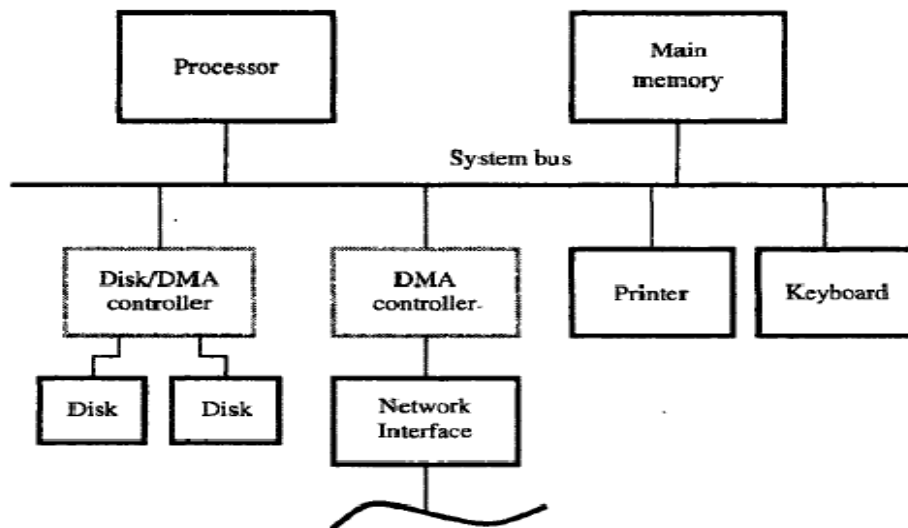 Processor
Main
memory
System bus
Disk/DMA
controller
DMA
controller
Printer
Keyboard
Disk
Disk
Network
Interface